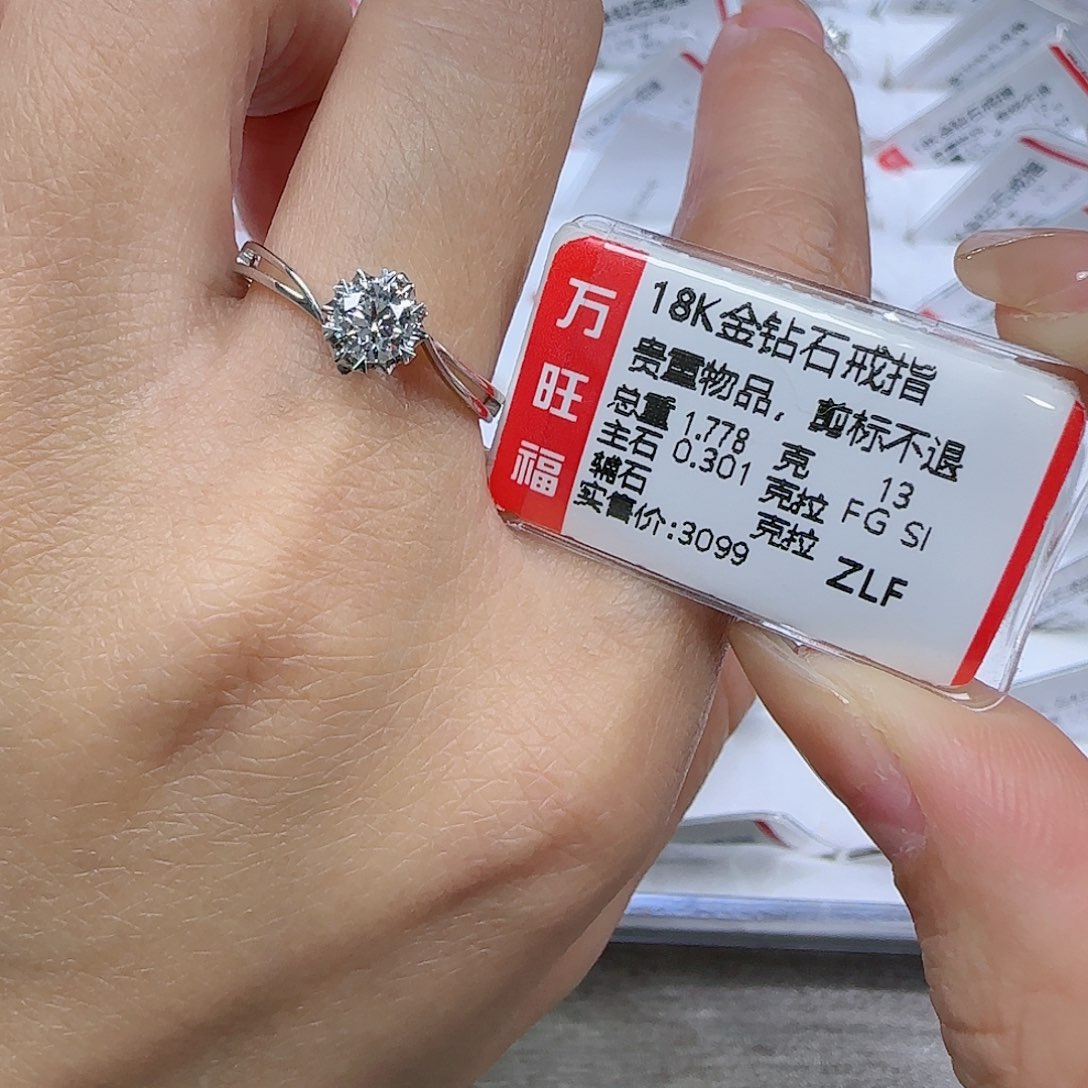 万旺福
18K金钻石戒指
贵重物品，剪标不退
总重 1.778 克 13
主石 0.301 克拉 FG SI
辅石 克拉
实售价:3099 ZLF